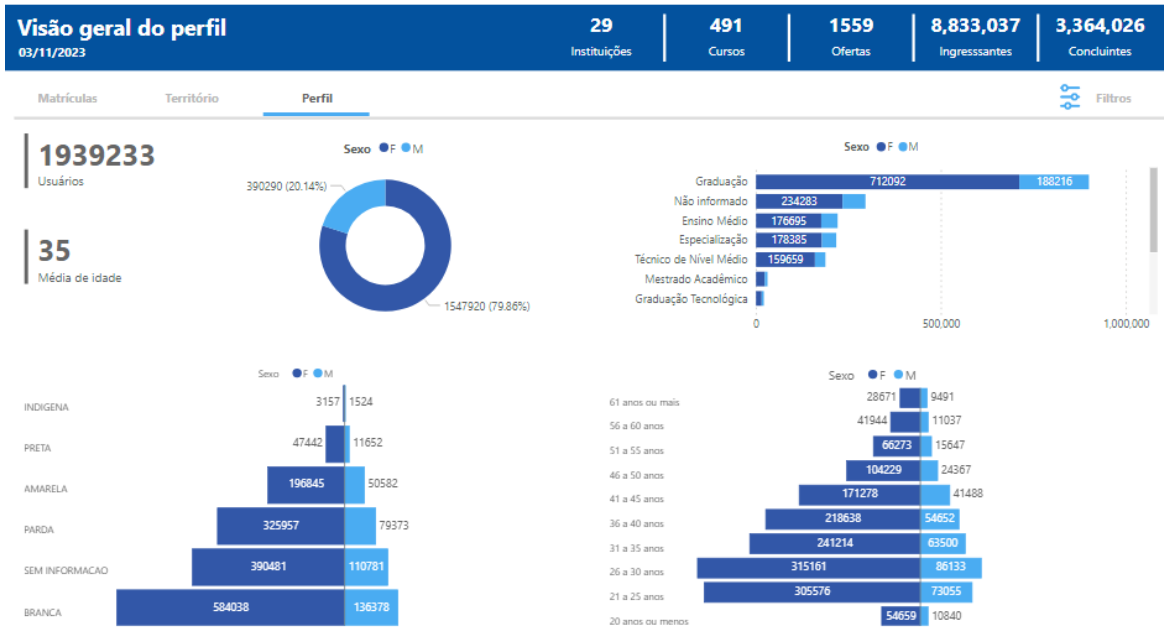 Visão geral do perfil
03/11/2023
29
Instituições
491
Cursos
1559
Ofertas
8,833,037
Ingresssantes
3,364,026
Concluintes
Matrículas Território Perfil Filtros
1939233
Usuários
35
Média de idade
Sexo F M
390290 (20.14%)
1547920 (79.86%)
Sexo F M
Graduação 712092 188216
Não informado 234283
Ensino Médio 176695
Especialização 178385
Técnico de Nível Médio 159659
Mestrado Acadêmico
Graduação Tecnológica
0 500,000 1,000,000
Sexo F M
INDIGENA 3157 1524
PRETA 47442 11652
AMARELA 196845 50582
PARDA 325957 79373
SEM INFORMACAO 390481 110781
BRANCA 584038 136378
Sexo F M
61 anos ou mais 28671 9491
56 a 60 anos 41944 11037
51 a 55 anos 66273 15647
46 a 50 anos 104229 24367
41 a 45 anos 171278 41488
36 a 40 anos 218638 54652
31 a 35 anos 241214 63500
26 a 30 anos 315161 86133
21 a 25 anos 305576 73055
20 anos ou menos 54659 10840